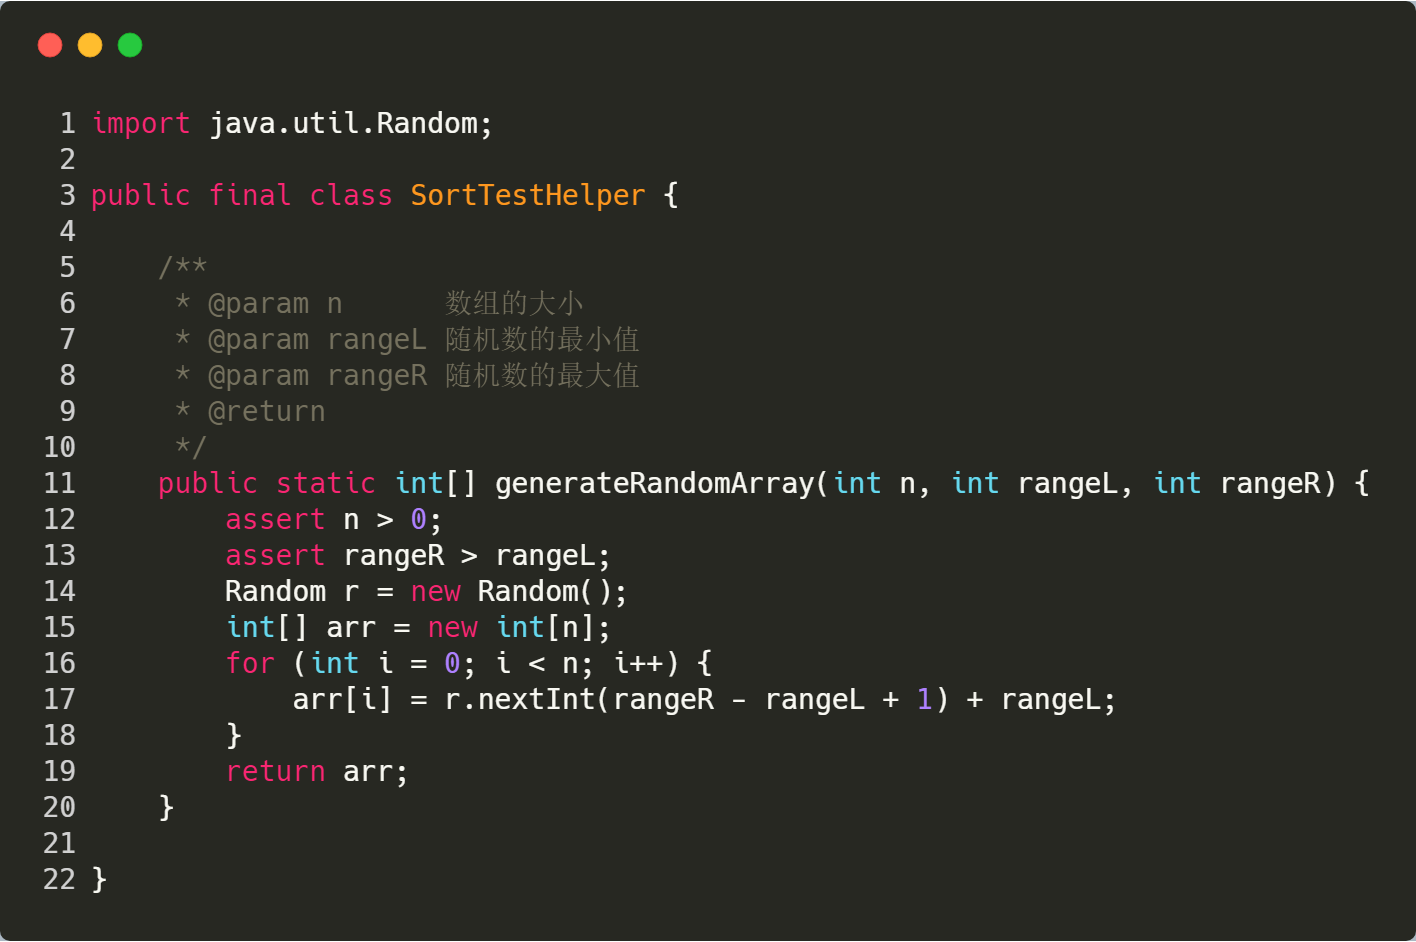 1 import java.util.Random;
2
3 public final class SortTestHelper {
4
5     /**
6      * @param n      数组的大小
7      * @param rangeL 随机数的最小值
8      * @param rangeR 随机数的最大值
9      * @return
10      */
11     public static int[] generateRandomArray(int n, int rangeL, int rangeR) {
12         assert n > 0;
13         assert rangeR > rangeL;
14         Random r = new Random();
15         int[] arr = new int[n];
16         for (int i = 0; i < n; i++) {
17             arr[i] = r.nextInt(rangeR - rangeL + 1) + rangeL;
18         }
19         return arr;
20     }
21
22 }